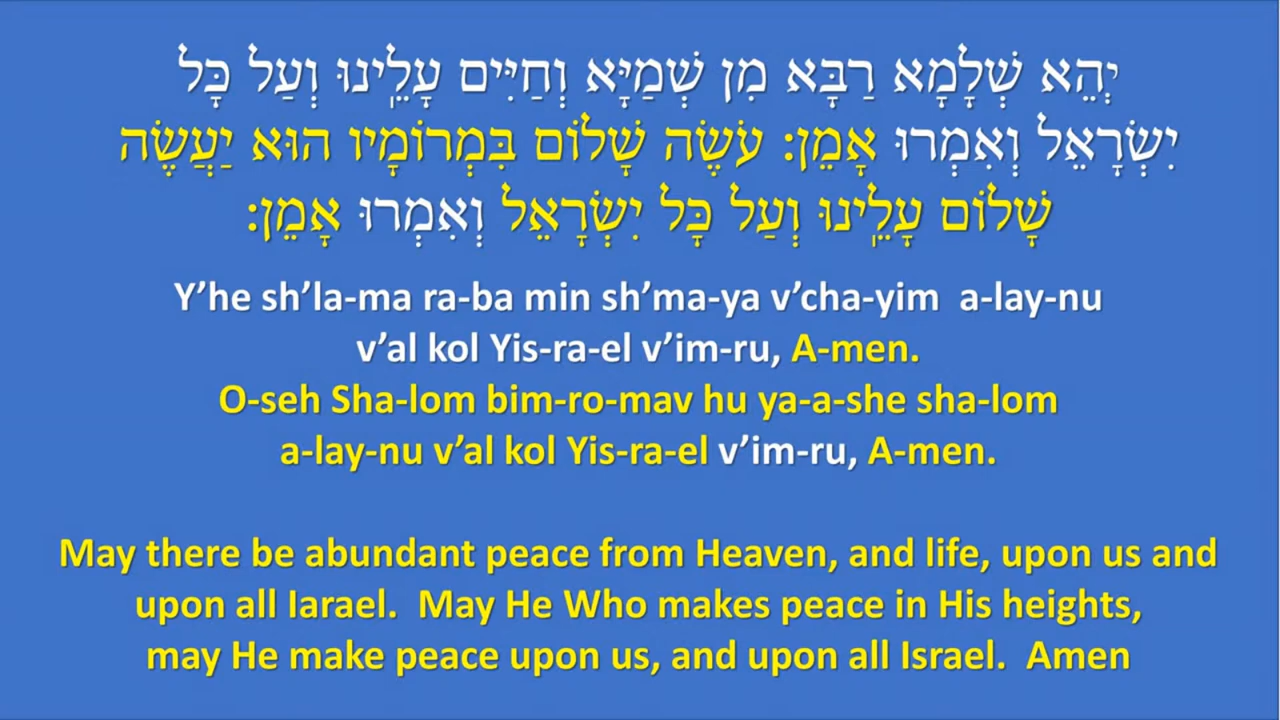 יְהֵא שְׁלָמָא רַבָּא מִן שְׁמַיָּא וְחַיִּים עָלֵֽינוּ וְעַל כָּל
יִשְׂרָאֵל וְאִמְרוּ אָמֵן: עֹשֶׂה שָׁלוֹם בִּמְרוֹמָיו הוּא יַעֲשֶׂה
שָׁלוֹם עָלֵֽינוּ וְעַל כָּל יִשְׂרָאֵל וְאִמְרוּ אָמֵן:
Y’he sh’la-ma ra-ba min sh’ma-ya v’cha-yim a-lay-nu
v’al kol Yis-ra-el v’im-ru, A-men.
O-seh Sha-lom bim-ro-mav hu ya-a-she sha-lom
a-lay-nu v’al kol Yis-ra-el v’im-ru, A-men.
May there be abundant peace from Heaven, and life, upon us and
upon all Iarael. May He Who makes peace in His heights,
may He make peace upon us, and upon all Israel. Amen